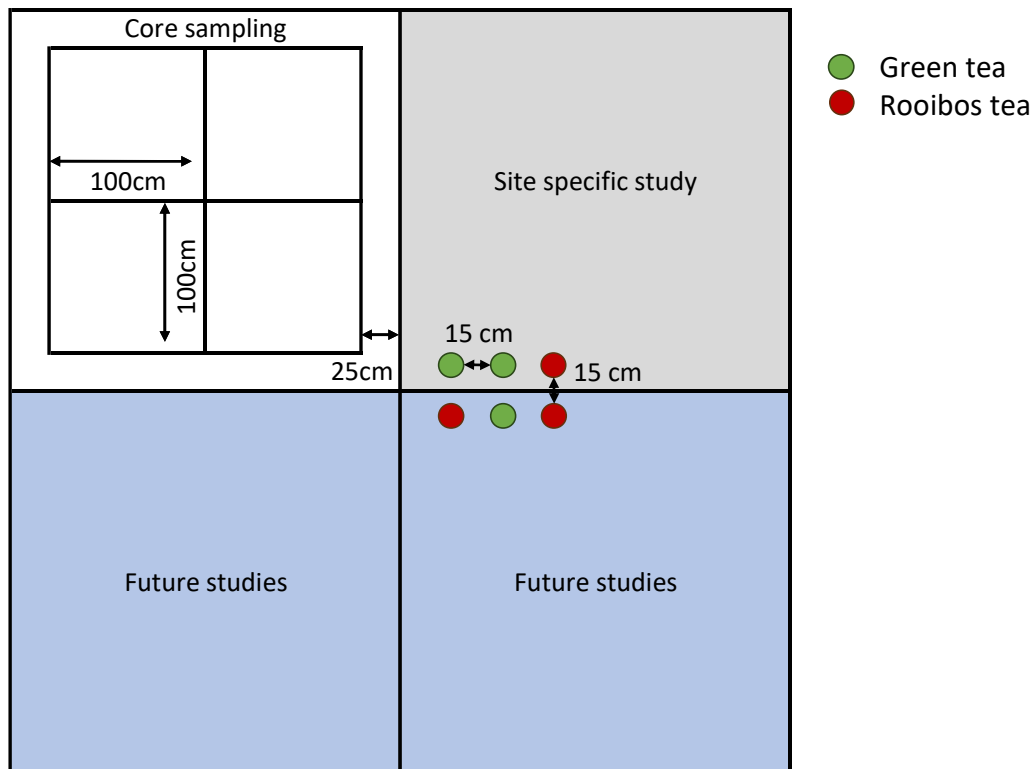 Core sampling
Green tea
Rooibos tea
100cm
Site specific study
100cm
15 cm
25cm
15 cm
Future studies
Future studies